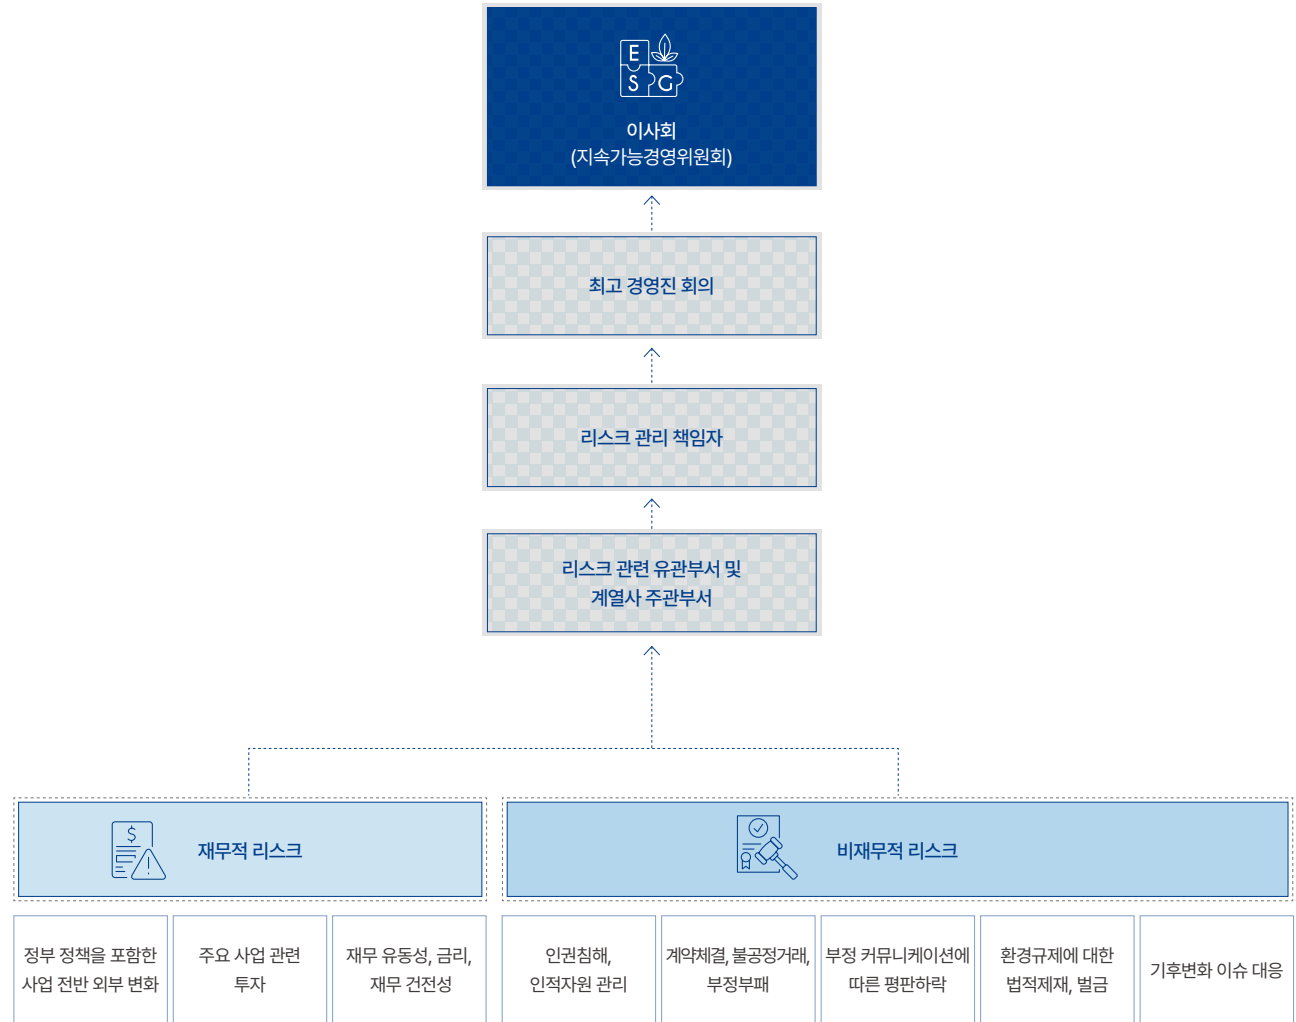 E
S G
이사회
(지속가능경영위원회)
최고 경영진 회의
리스크 관리 책임자
리스크 관련 유관부서 및
계열사 주관부서
$
재무적 리스크
비재무적 리스크
정부 정책을 포함한
사업 전반 외부 변화
주요 사업 관련
투자
재무 유동성, 금리,
재무 건전성
인권침해,
인적자원 관리
계약체결, 불공정거래,
부정부패
부정 커뮤니케이션에
따른 평판하락
환경규제에 대한
법적제재, 벌금
기후변화 이슈 대응